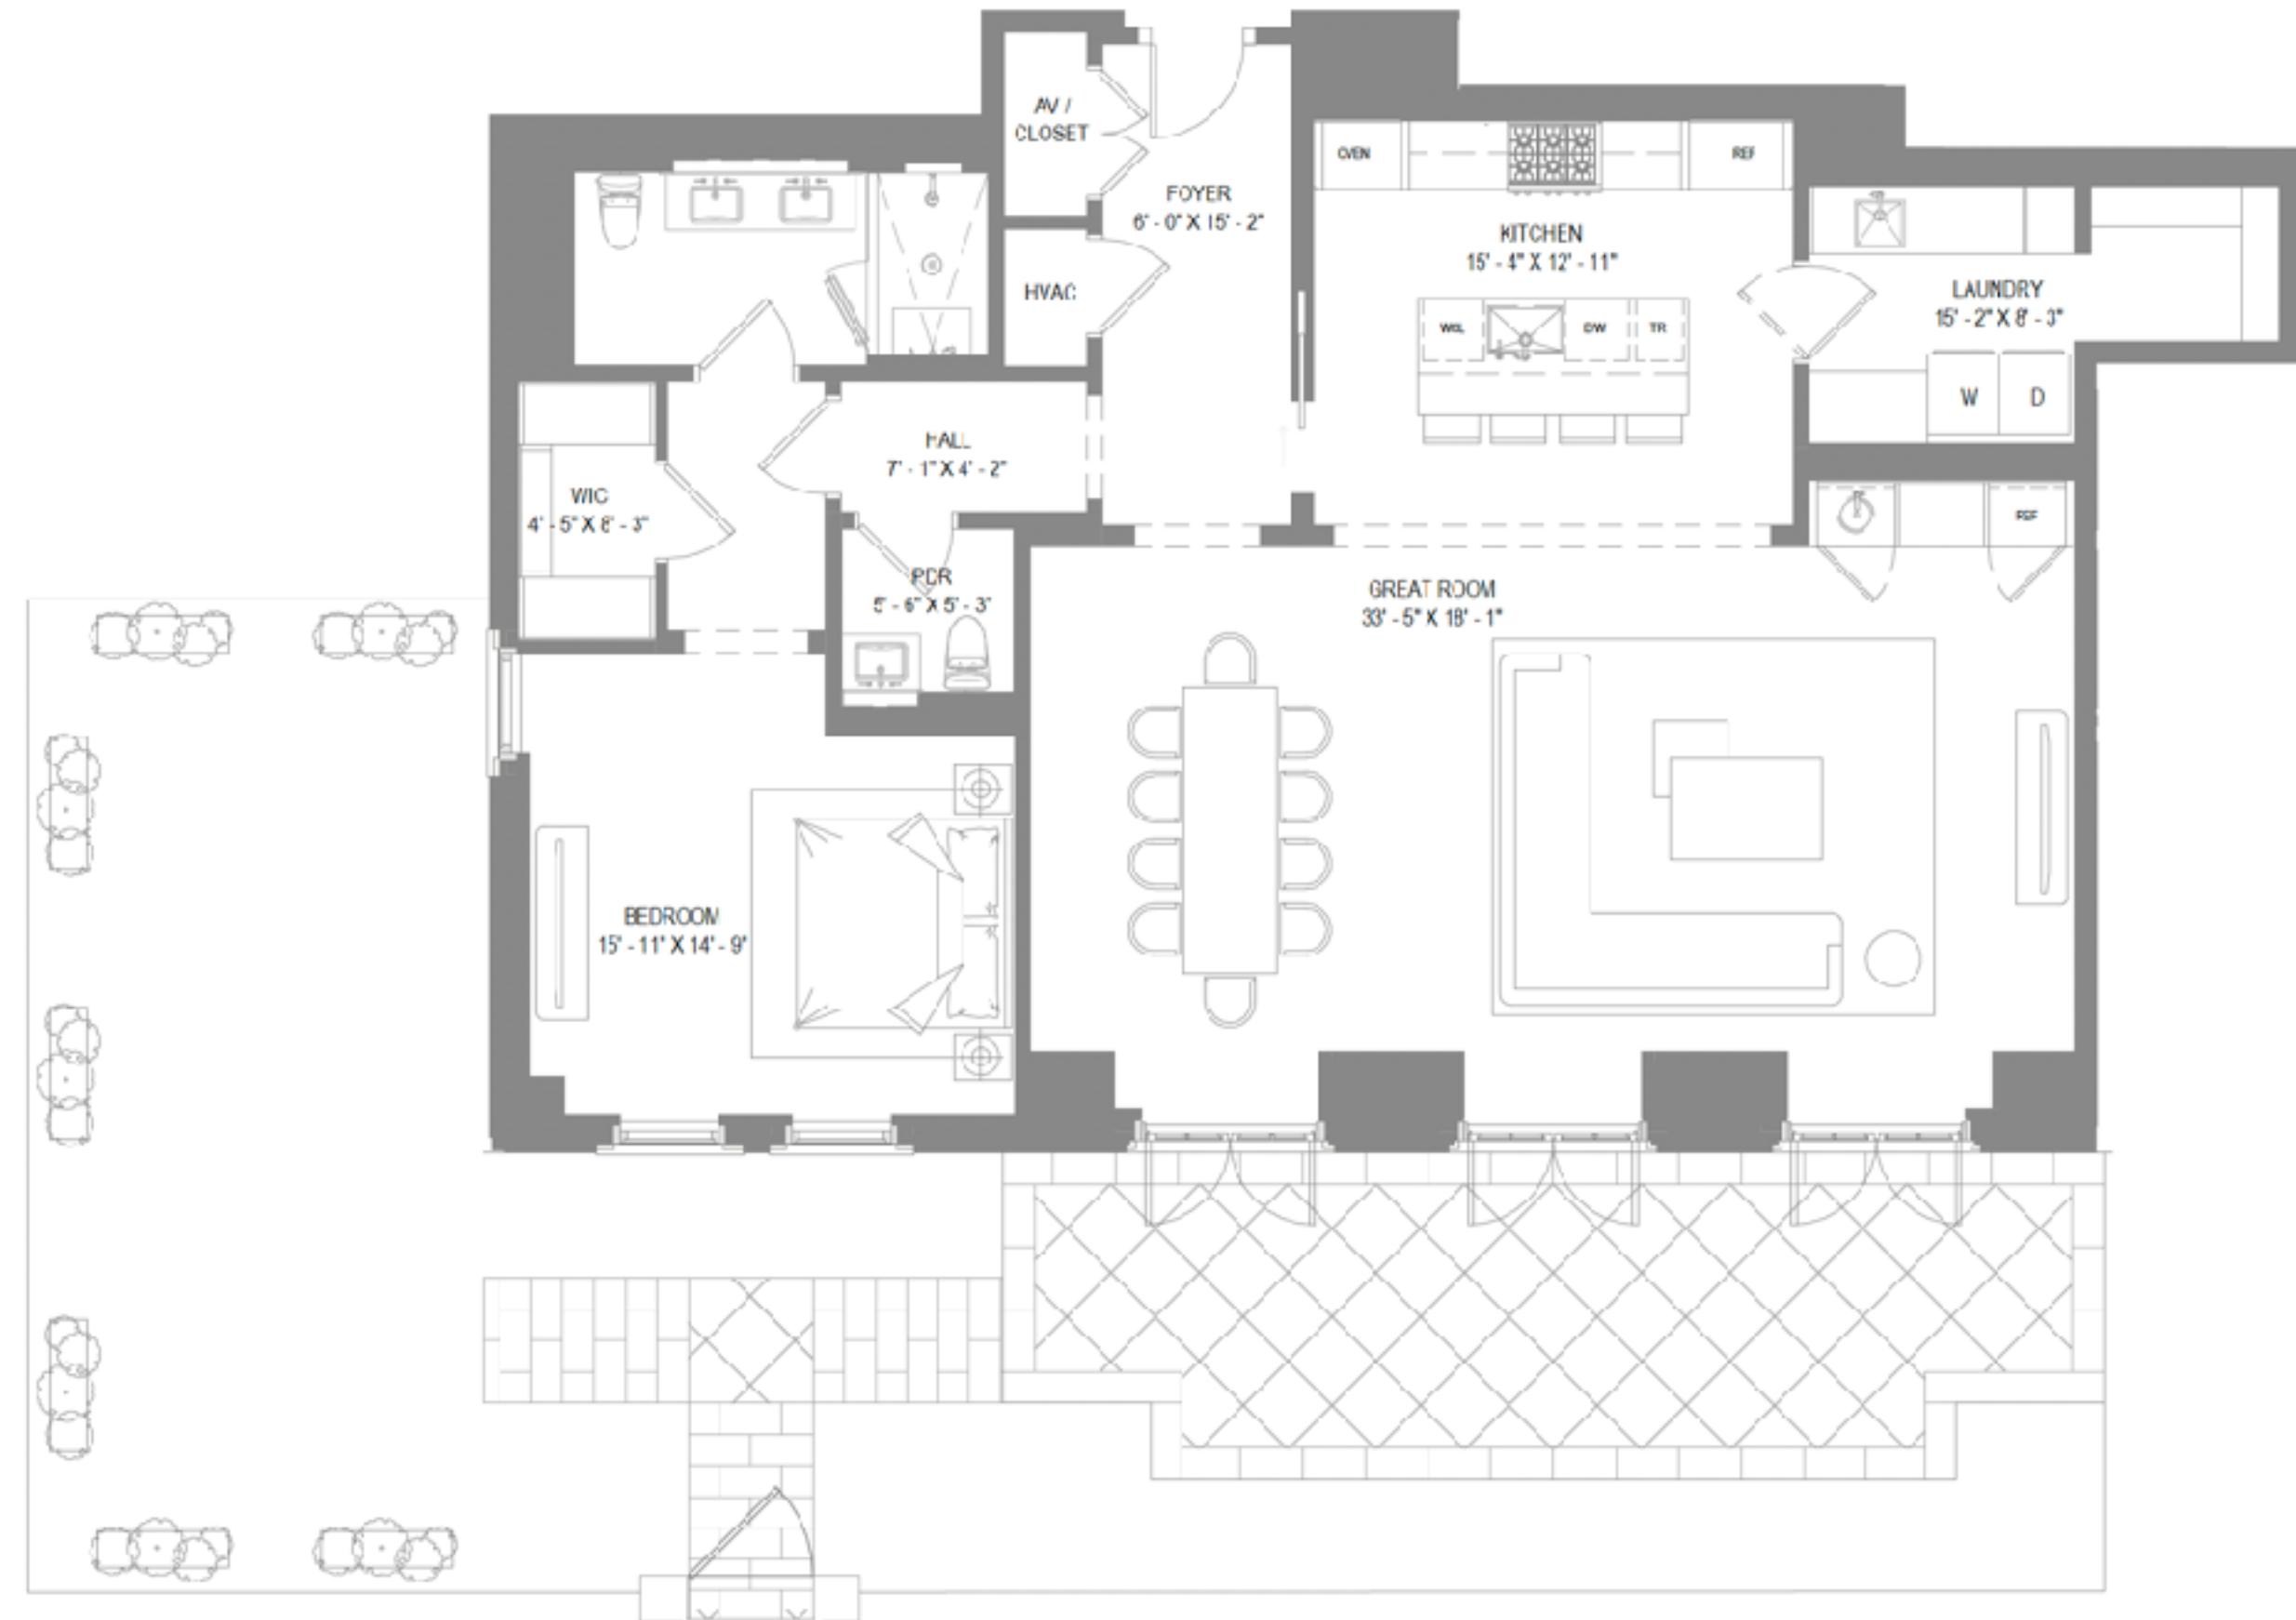 AV /
CLOSET
FOYER
6' - 0" X 15' - 2"
OVEN
REF
KITCHEN
15' - 4" X 12' - 11"
HVAC
LAUNDRY
15' - 2" X 8' - 3"
DW
TR
W
D
HALL
7' - 1" X 4' - 2"
WIC
4' - 5" X 8' - 3"
REF
PDR
5' - 6" X 5' - 3"
GREAT ROOM
33' - 5" X 18' - 1"
BEDROOM
15' - 11" X 14' - 9"